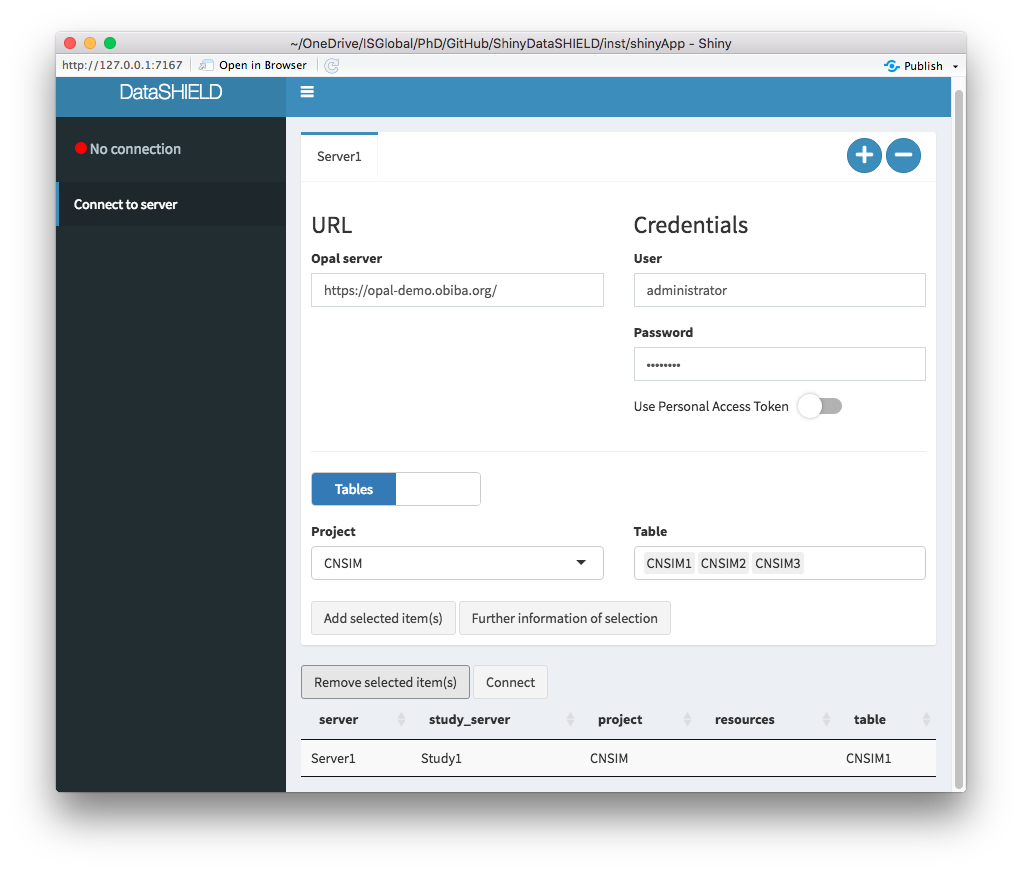 ~/OneDrive/ISGlobal/PhD/GitHub/ShinyDataSHIELD/inst/shinyApp - Shiny
http://127.0.0.1:7167 Open in Browser Publish
DataSHIELD
No connection
Connect to server
Server1
URL
Opal server
https://opal-demo.obiba.org/
Credentials
User
administrator
Password
••••••••
Use Personal Access Token
Tables
Project
CNSIM
Table
CNSIM1 CNSIM2 CNSIM3
Add selected item(s) Further information of selection
Remove selected item(s) Connect
server study_server project resources table
Server1 Study1 CNSIM CNSIM1